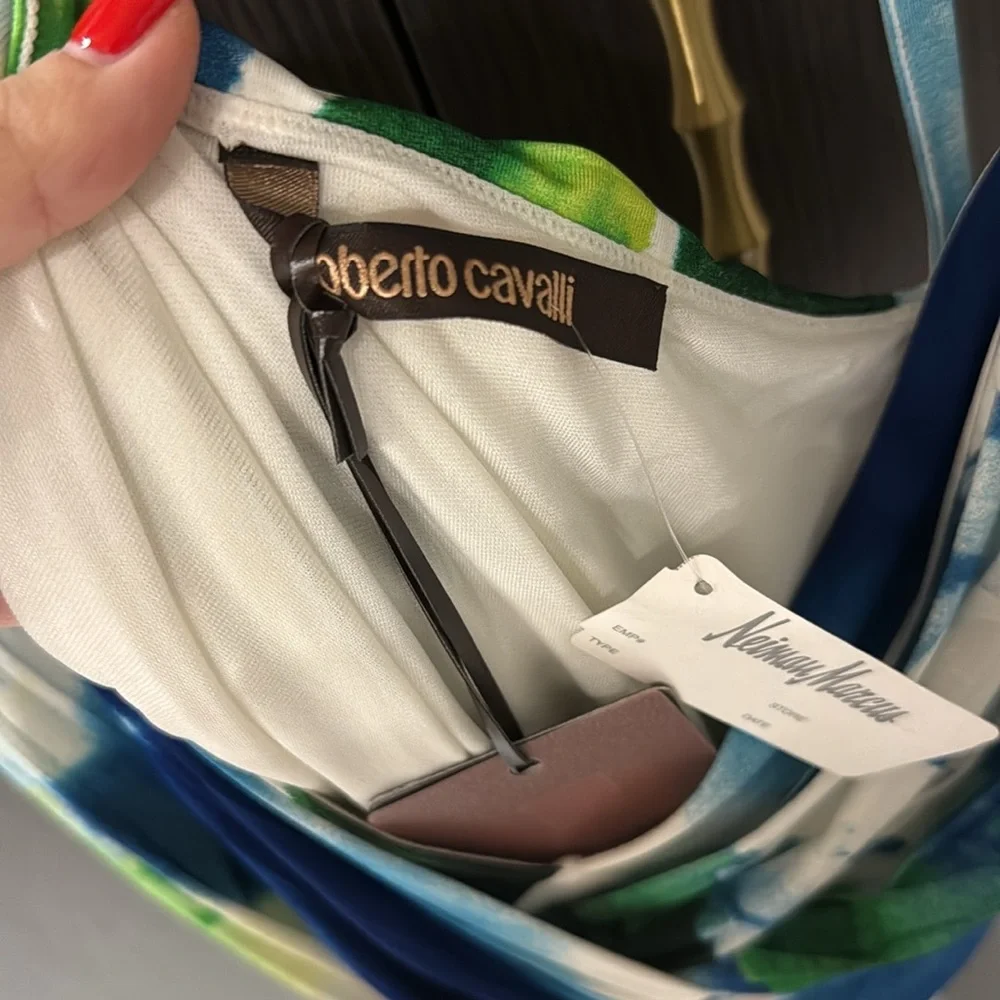 oberto cavalli
Neiman Marcus
EMP#
TYPE
STORE
DATE